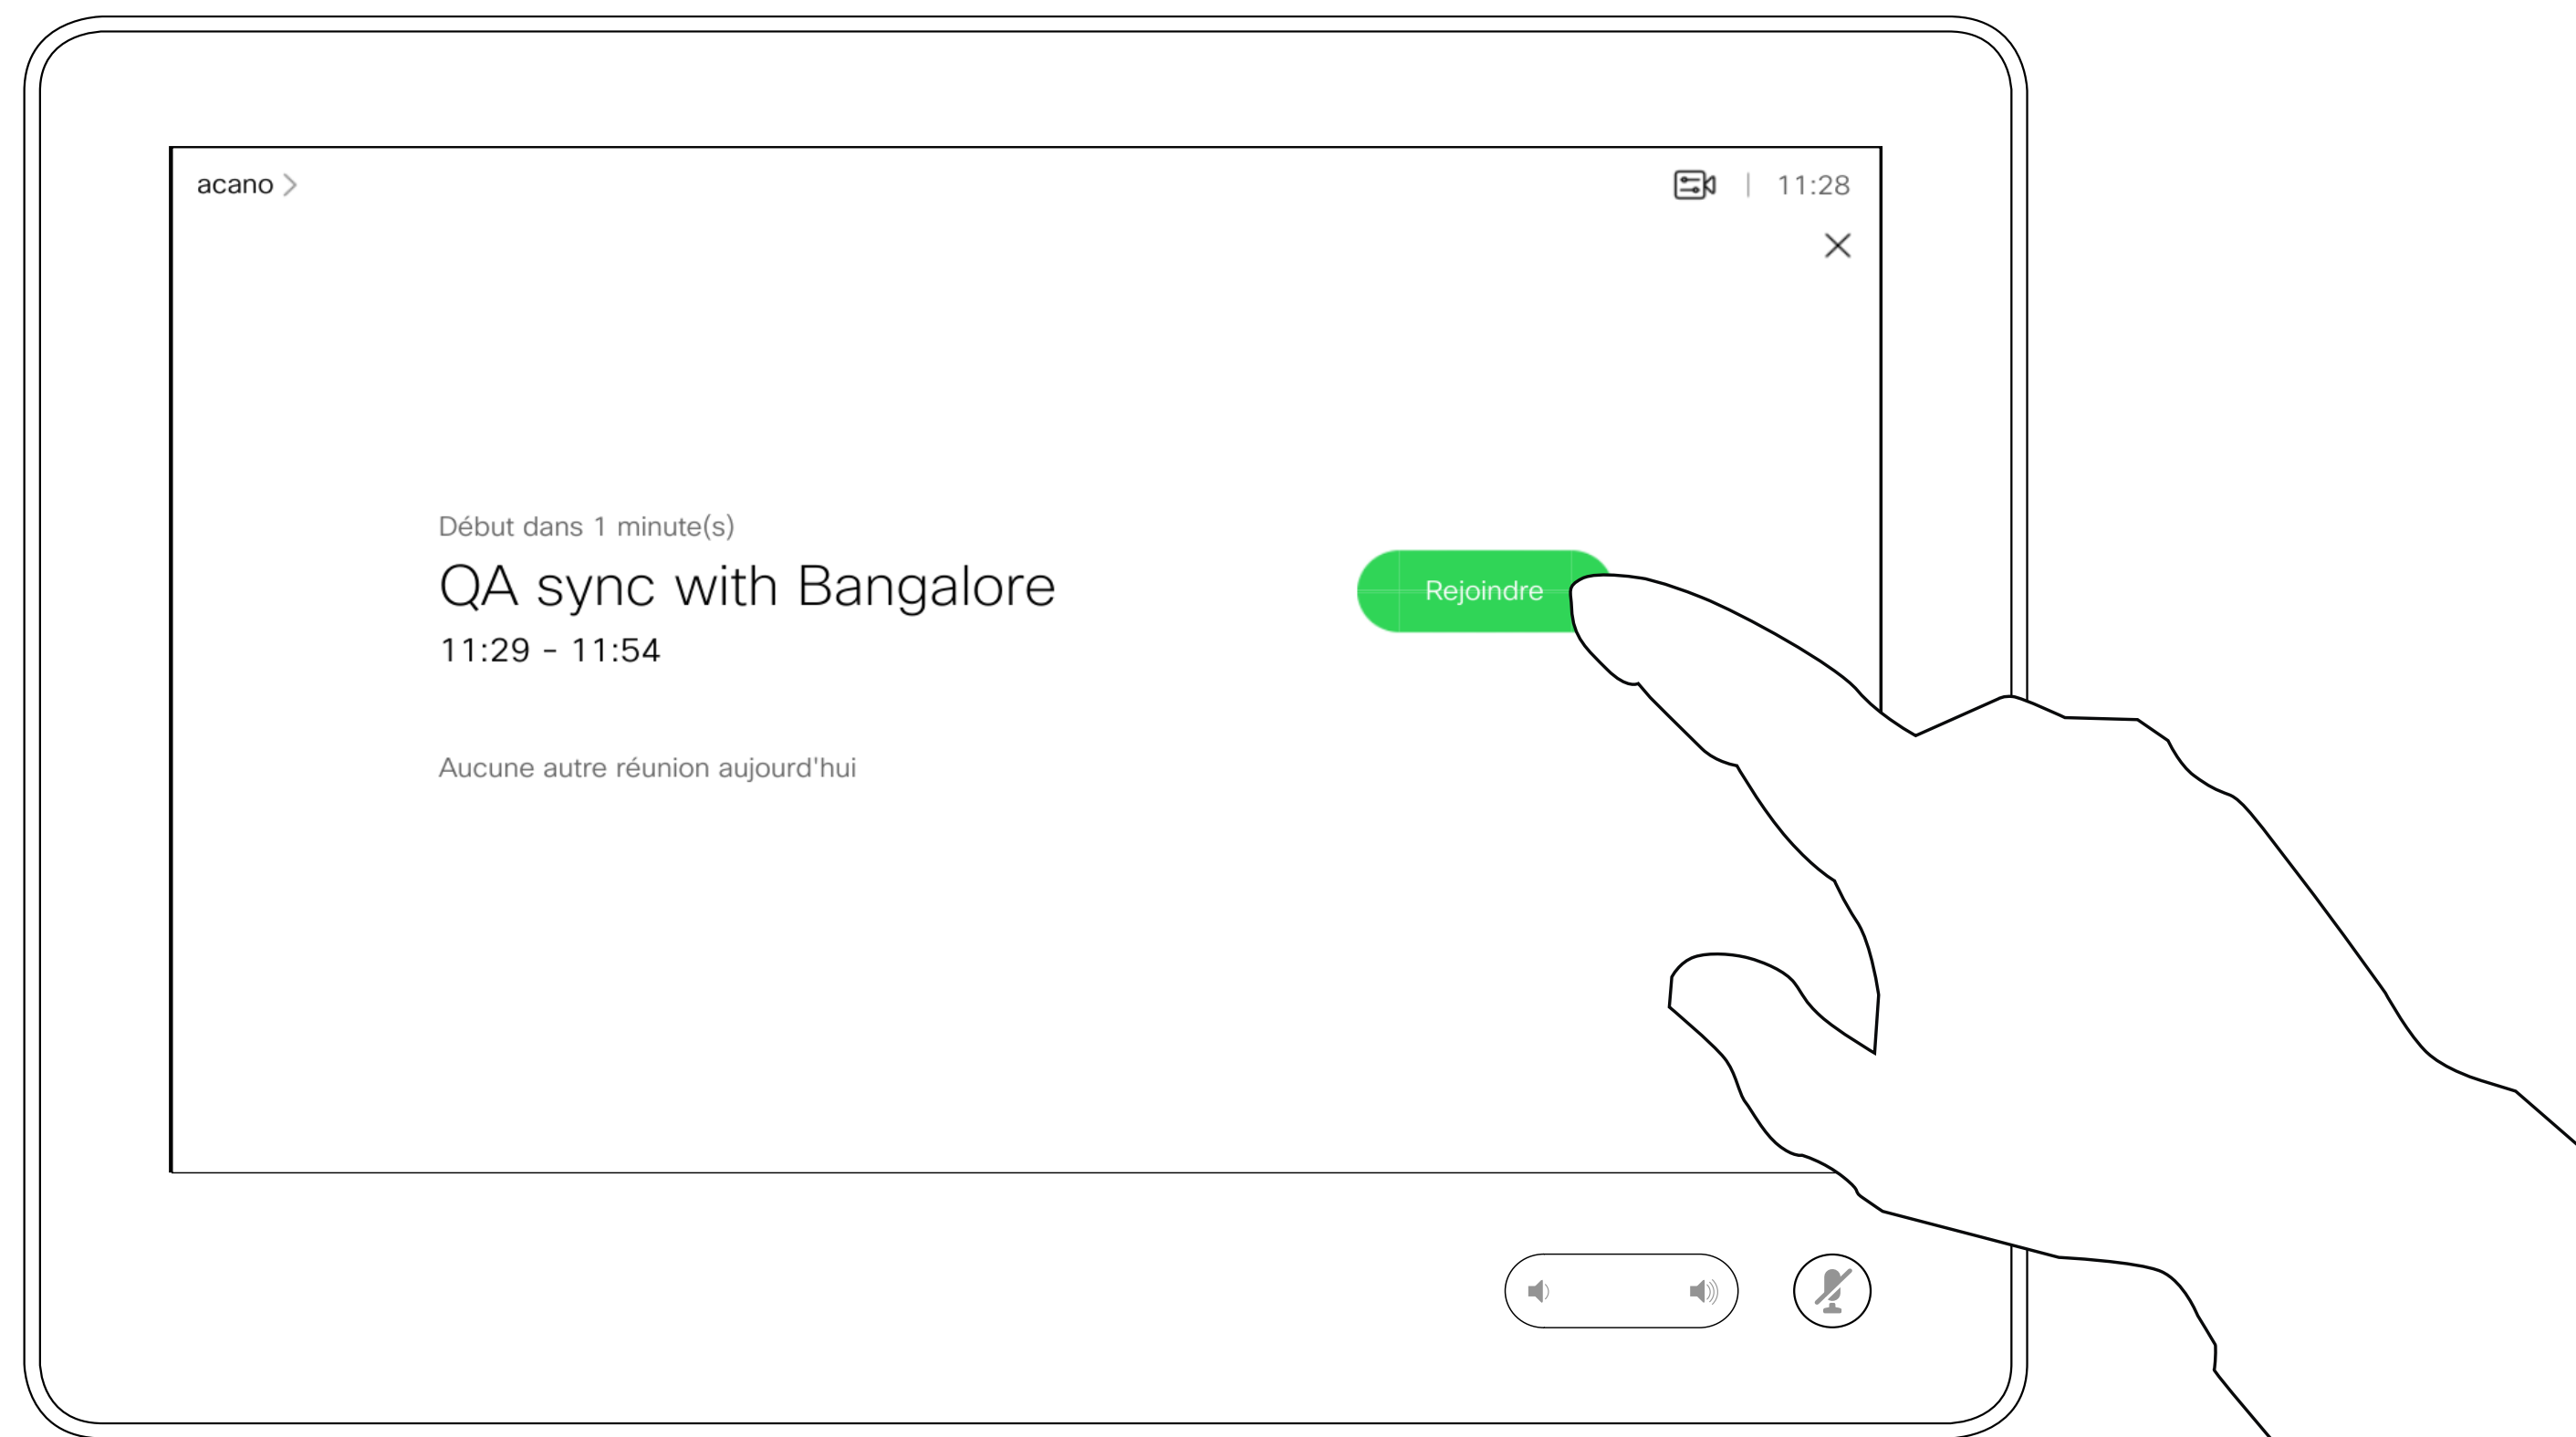 acano
11:28
Début dans 1 minute(s)
QA sync with Bangalore
11:29 - 11:54
Rejoindre
Aucune autre réunion aujourd'hui